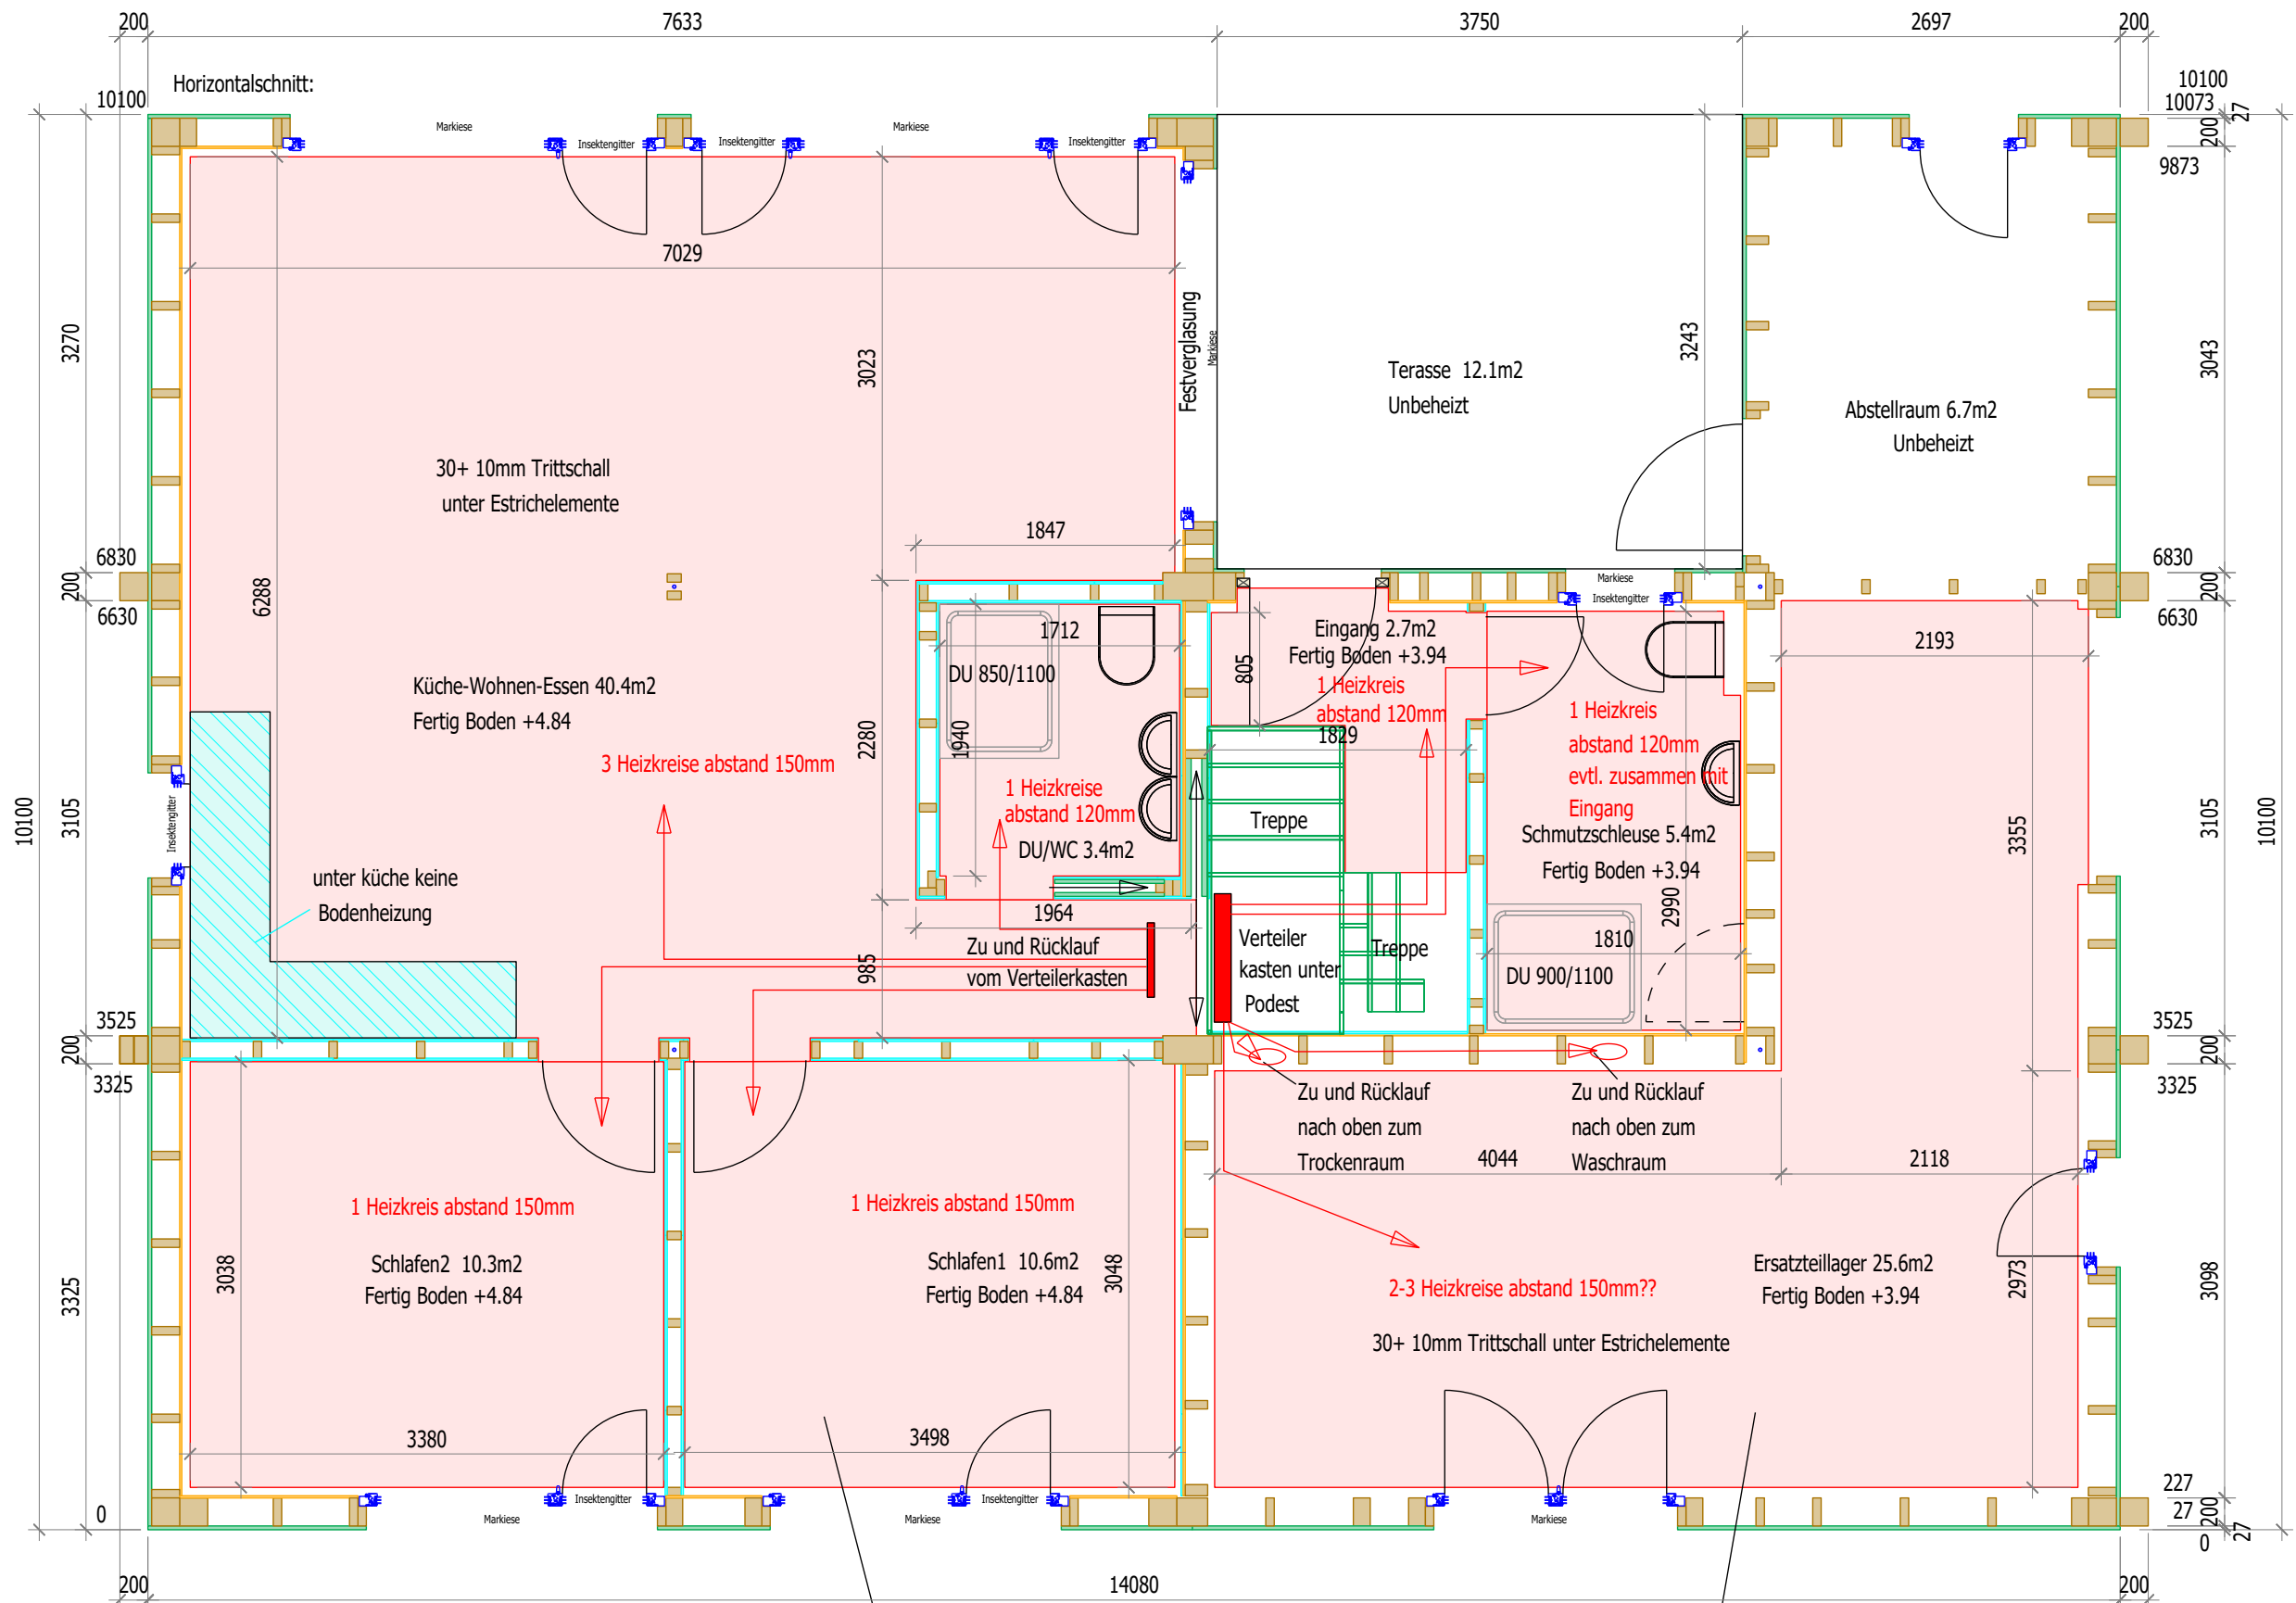 200
7633
3750
2697
200
Horizontalschnitt:
10100
10100
10073
27
200
9873
Markiese
Insektengitter
Insektengitter
Markiese
Insektengitter
7029
3270
3023
Festverglasung
Markiese
3243
3043
Terasse 12.1m2
Unbeheizt
Abstellraum 6.7m2
Unbeheizt
30+ 10mm Trittschall
unter Estrichelemente
1847
6830
200
6630
6288
6830
200
6630
Markiese
Insektengitter
1712
DU 850/1100
Eingang 2.7m2
Fertig Boden +3.94
805
1 Heizkreis
abstand 120mm
1829
2193
Küche-Wohnen-Essen 40.4m2
Fertig Boden +4.84
2280
1940
1 Heizkreis
abstand 120mm
evtl. zusammen mit
Eingang
3 Heizkreise abstand 150mm
1 Heizkreise
abstand 120mm
DU/WC 3.4m2
Treppe
Schmutzschleuse 5.4m2
Fertig Boden +3.94
10100
3105
Insektengitter
3355
3105
10100
unter küche keine
Bodenheizung
1964
985
Zu und Rücklauf
vom Verteilerkasten
Verteiler
kasten unter
Podest
Treppe
2990
1810
DU 900/1100
3525
200
3325
3525
200
3325
Zu und Rücklauf
nach oben zum
Trockenraum
Zu und Rücklauf
nach oben zum
Waschraum
4044
2118
1 Heizkreis abstand 150mm
1 Heizkreis abstand 150mm
3325
3038
Schlafen2 10.3m2
Fertig Boden +4.84
Schlafen1 10.6m2
Fertig Boden +4.84
3048
2-3 Heizkreise abstand 150mm??
Ersatzteillager 25.6m2
Fertig Boden +3.94
2973
3098
30+ 10mm Trittschall unter Estrichelemente
3380
3498
0
Insektengitter
Markiese
Insektengitter
Markiese
Markiese
227
27
200
0
27
200
14080
200